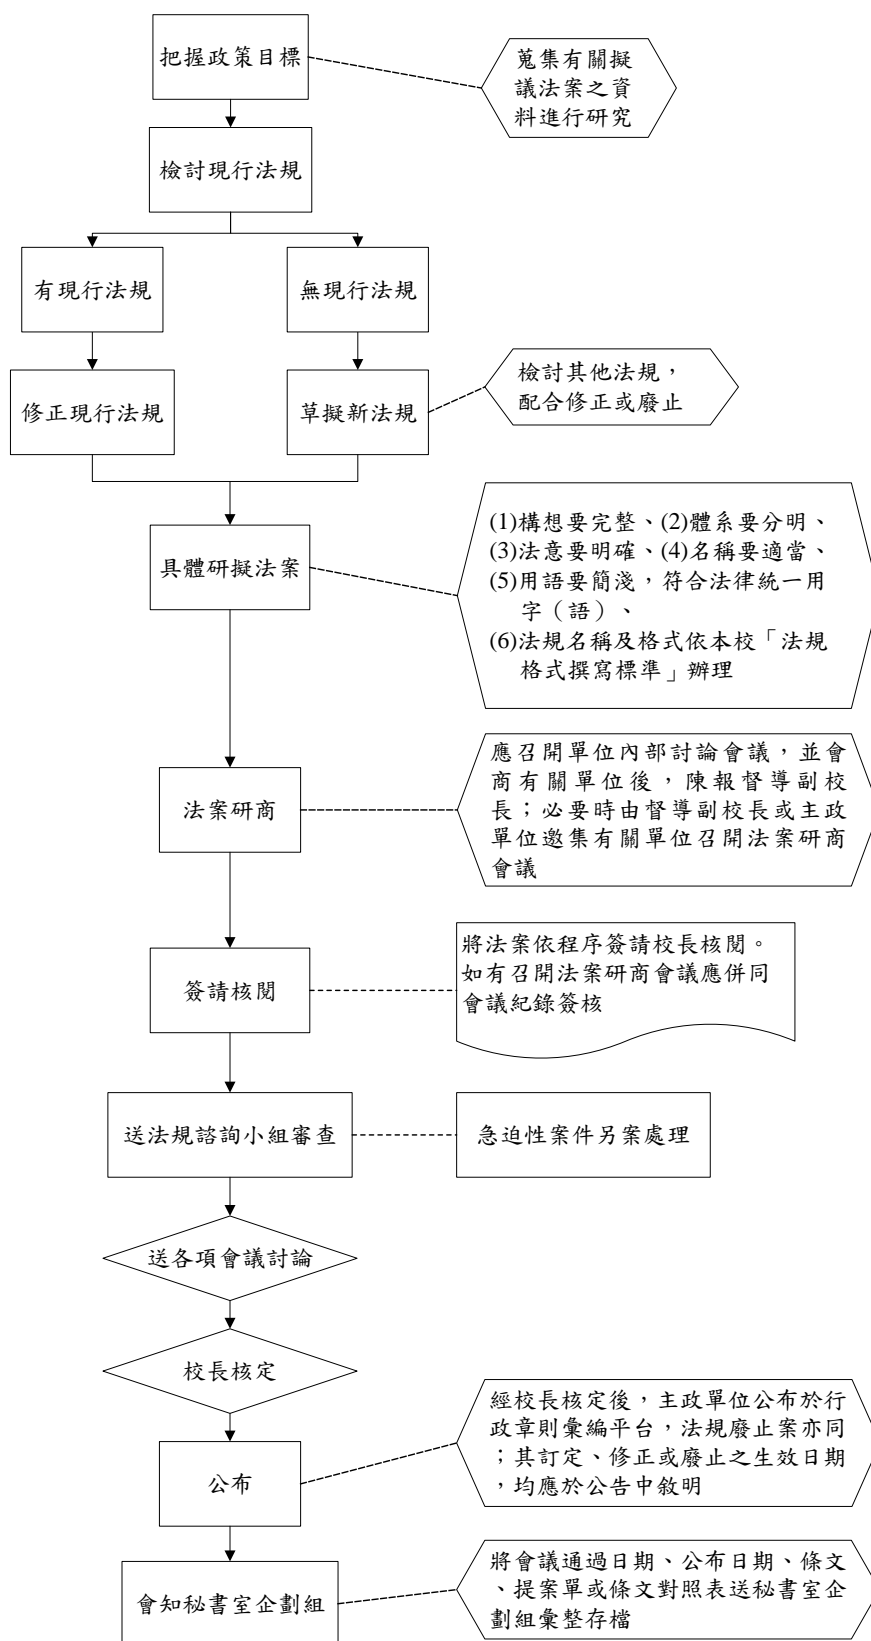 把握政策目標
蒐集有關擬
議法案之資
料進行研究
檢討現行法規
有現行法規
無現行法規
修正現行法規
草擬新法規
檢討其他法規，
配合修正或廢止
具體研擬法案
(1)構想要完整、(2)體系要分明、
(3)法意要明確、(4)名稱要適當、
(5)用語要簡淺，符合法律統一用
字（語）、
(6)法規名稱及格式依本校「法規
格式撰寫標準」辦理
法案研商
應召開單位內部討論會議，並會
商有關單位後，陳報督導副校
長；必要時由督導副校長或主政
單位邀集有關單位召開法案研商
會議
簽請核閱
將法案依程序簽請校長核閱。
如有召開法案研商會議應併同
會議紀錄簽核
送法規諮詢小組審查
急迫性案件另案處理
送各項會議討論
校長核定
公布
經校長核定後，主政單位公布於行
政章則彙編平台，法規廢止案亦同
；其訂定、修正或廢止之生效日期
，均應於公告中敘明
會知秘書室企劃組
將會議通過日期、公布日期、條文
、提案單或條文對照表送秘書室企
劃組彙整存檔